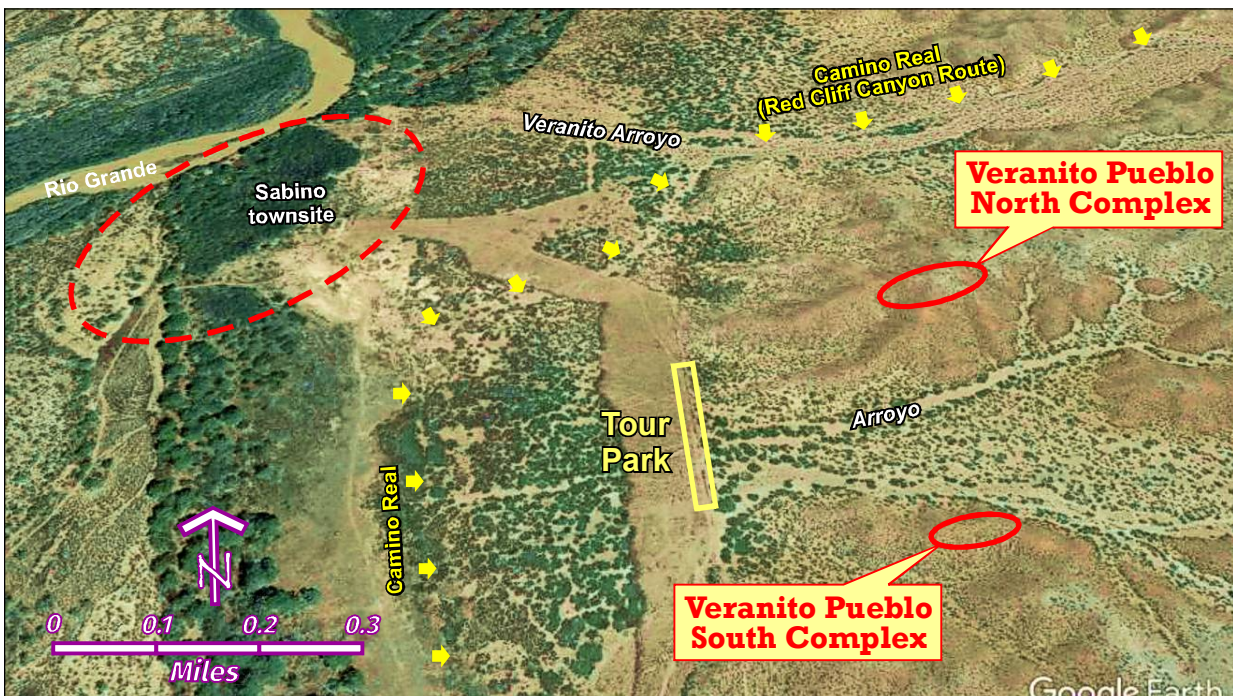 Camino Real
(Red Cliff Canyon Route)
Veranito Arroyo
Rio Grande
Sabino
townsite
Veranito Pueblo
North Complex
Tour
Park
Arroyo
Camino Real
N
0 0.1 0.2 0.3
Miles
Veranito Pueblo
South Complex
Google Earth